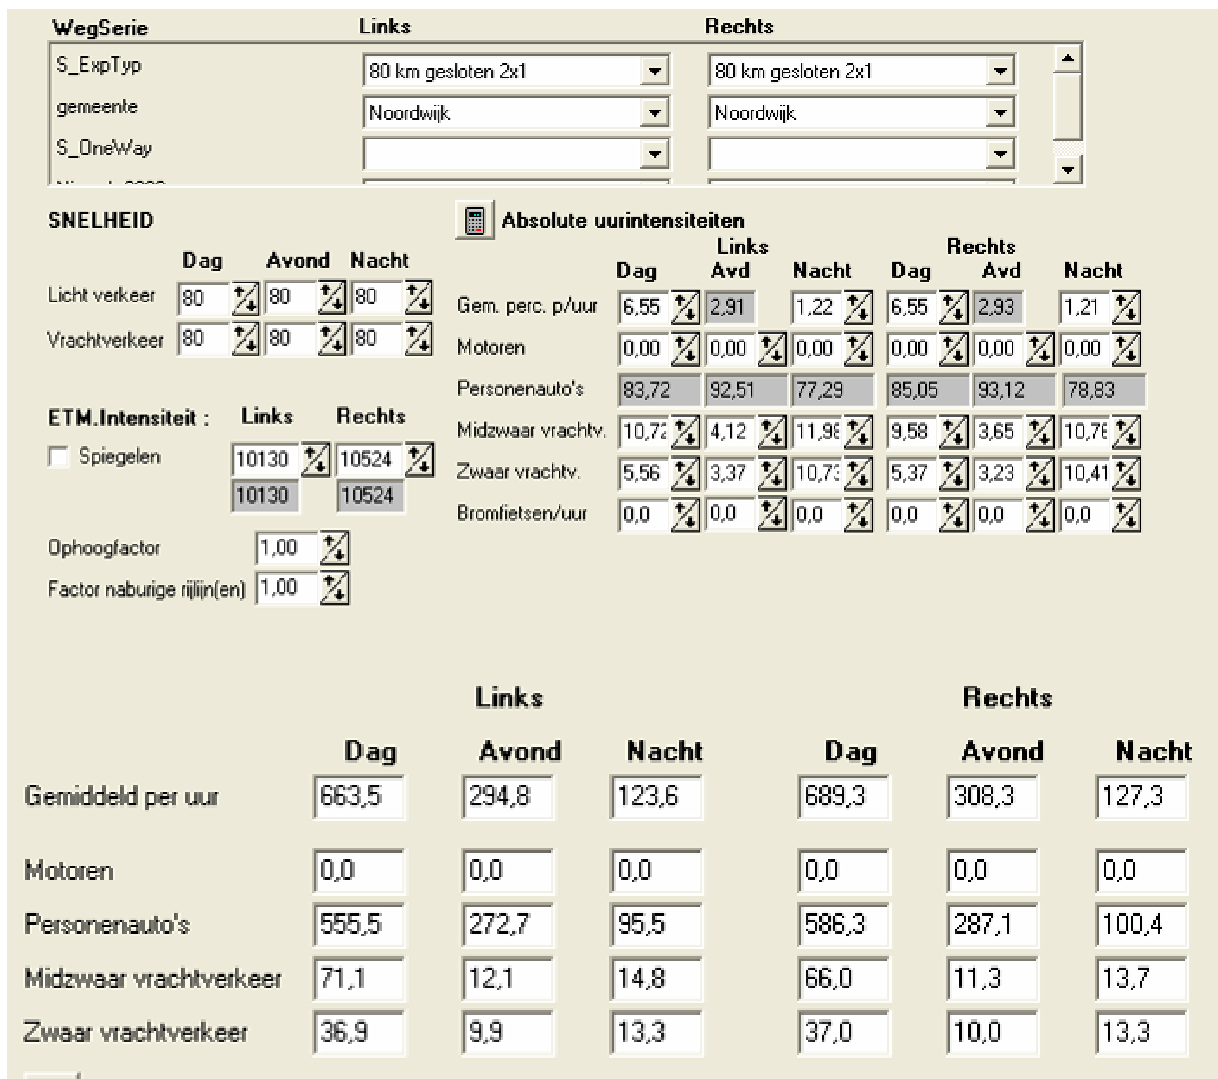 WegSerie Links Rechts
S_ExpTyp 80 km gesloten 2x1 80 km gesloten 2x1
gemeente Noordwijk Noordwijk
S_OneWay
SNELHEID Absolute uurintensiteiten
Links Rechts
Dag Avond Nacht Dag Avd Nacht Dag Avd Nacht
Licht verkeer 80 80 80 Gem. perc. p/uur 6,55 2,91 1,22 6,55 2,93 1,21
Vrachtverkeer 80 80 80 Motoren 0,00 0,00 0,00 0,00 0,00 0,00
Personenauto's 83,72 92,51 77,29 85,05 93,12 78,83
ETM.Intensiteit : Links Rechts Midzwaar vrachtv. 10,72 4,12 11,98 9,58 3,65 10,76
Spiegelen 10130 10524 Zwaar vrachtv. 5,56 3,37 10,73 5,37 3,23 10,41
10130 10524 Bromfietsen/uur 0,0 0,0 0,0 0,0 0,0 0,0
Ophoogfactor 1,00
Factor naburige rijlijn(en) 1,00
Links Rechts
Dag Avond Nacht Dag Avond Nacht
Gemiddeld per uur 663,5 294,8 123,6 689,3 308,3 127,3
Motoren 0,0 0,0 0,0 0,0 0,0 0,0
Personenauto's 555,5 272,7 95,5 586,3 287,1 100,4
Midzwaar vrachtverkeer 71,1 12,1 14,8 66,0 11,3 13,7
Zwaar vrachtverkeer 36,9 9,9 13,3 37,0 10,0 13,3